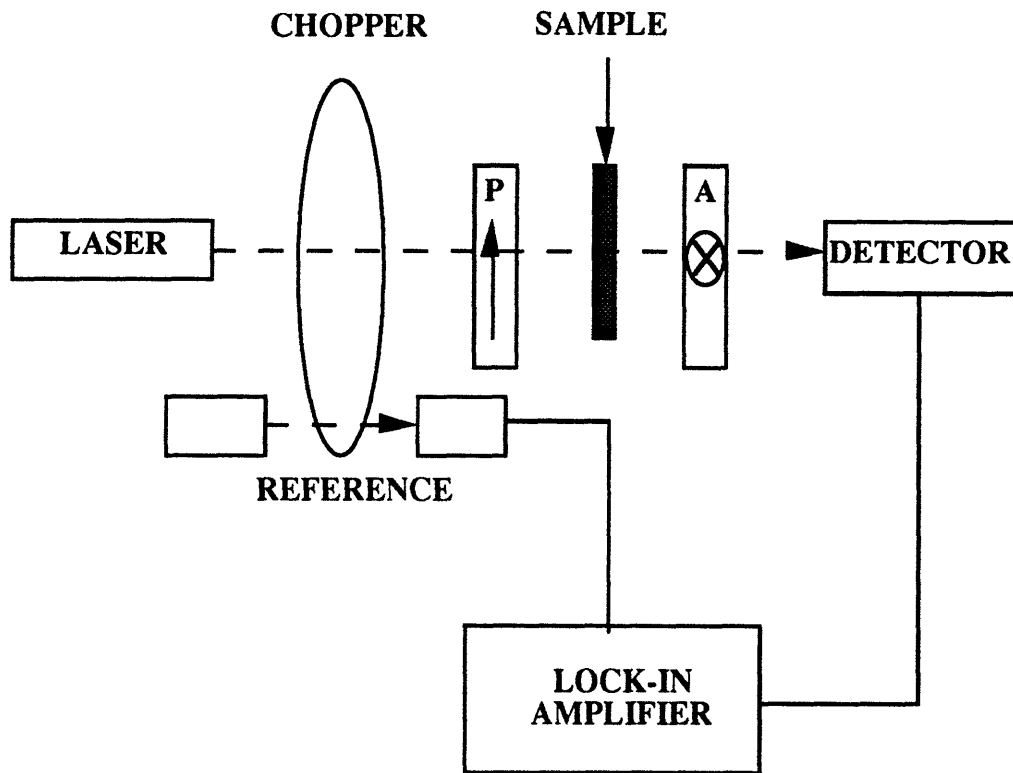 CHOPPER
SAMPLE
P
A
LASER
DETECTOR
REFERENCE
LOCK-IN
AMPLIFIER